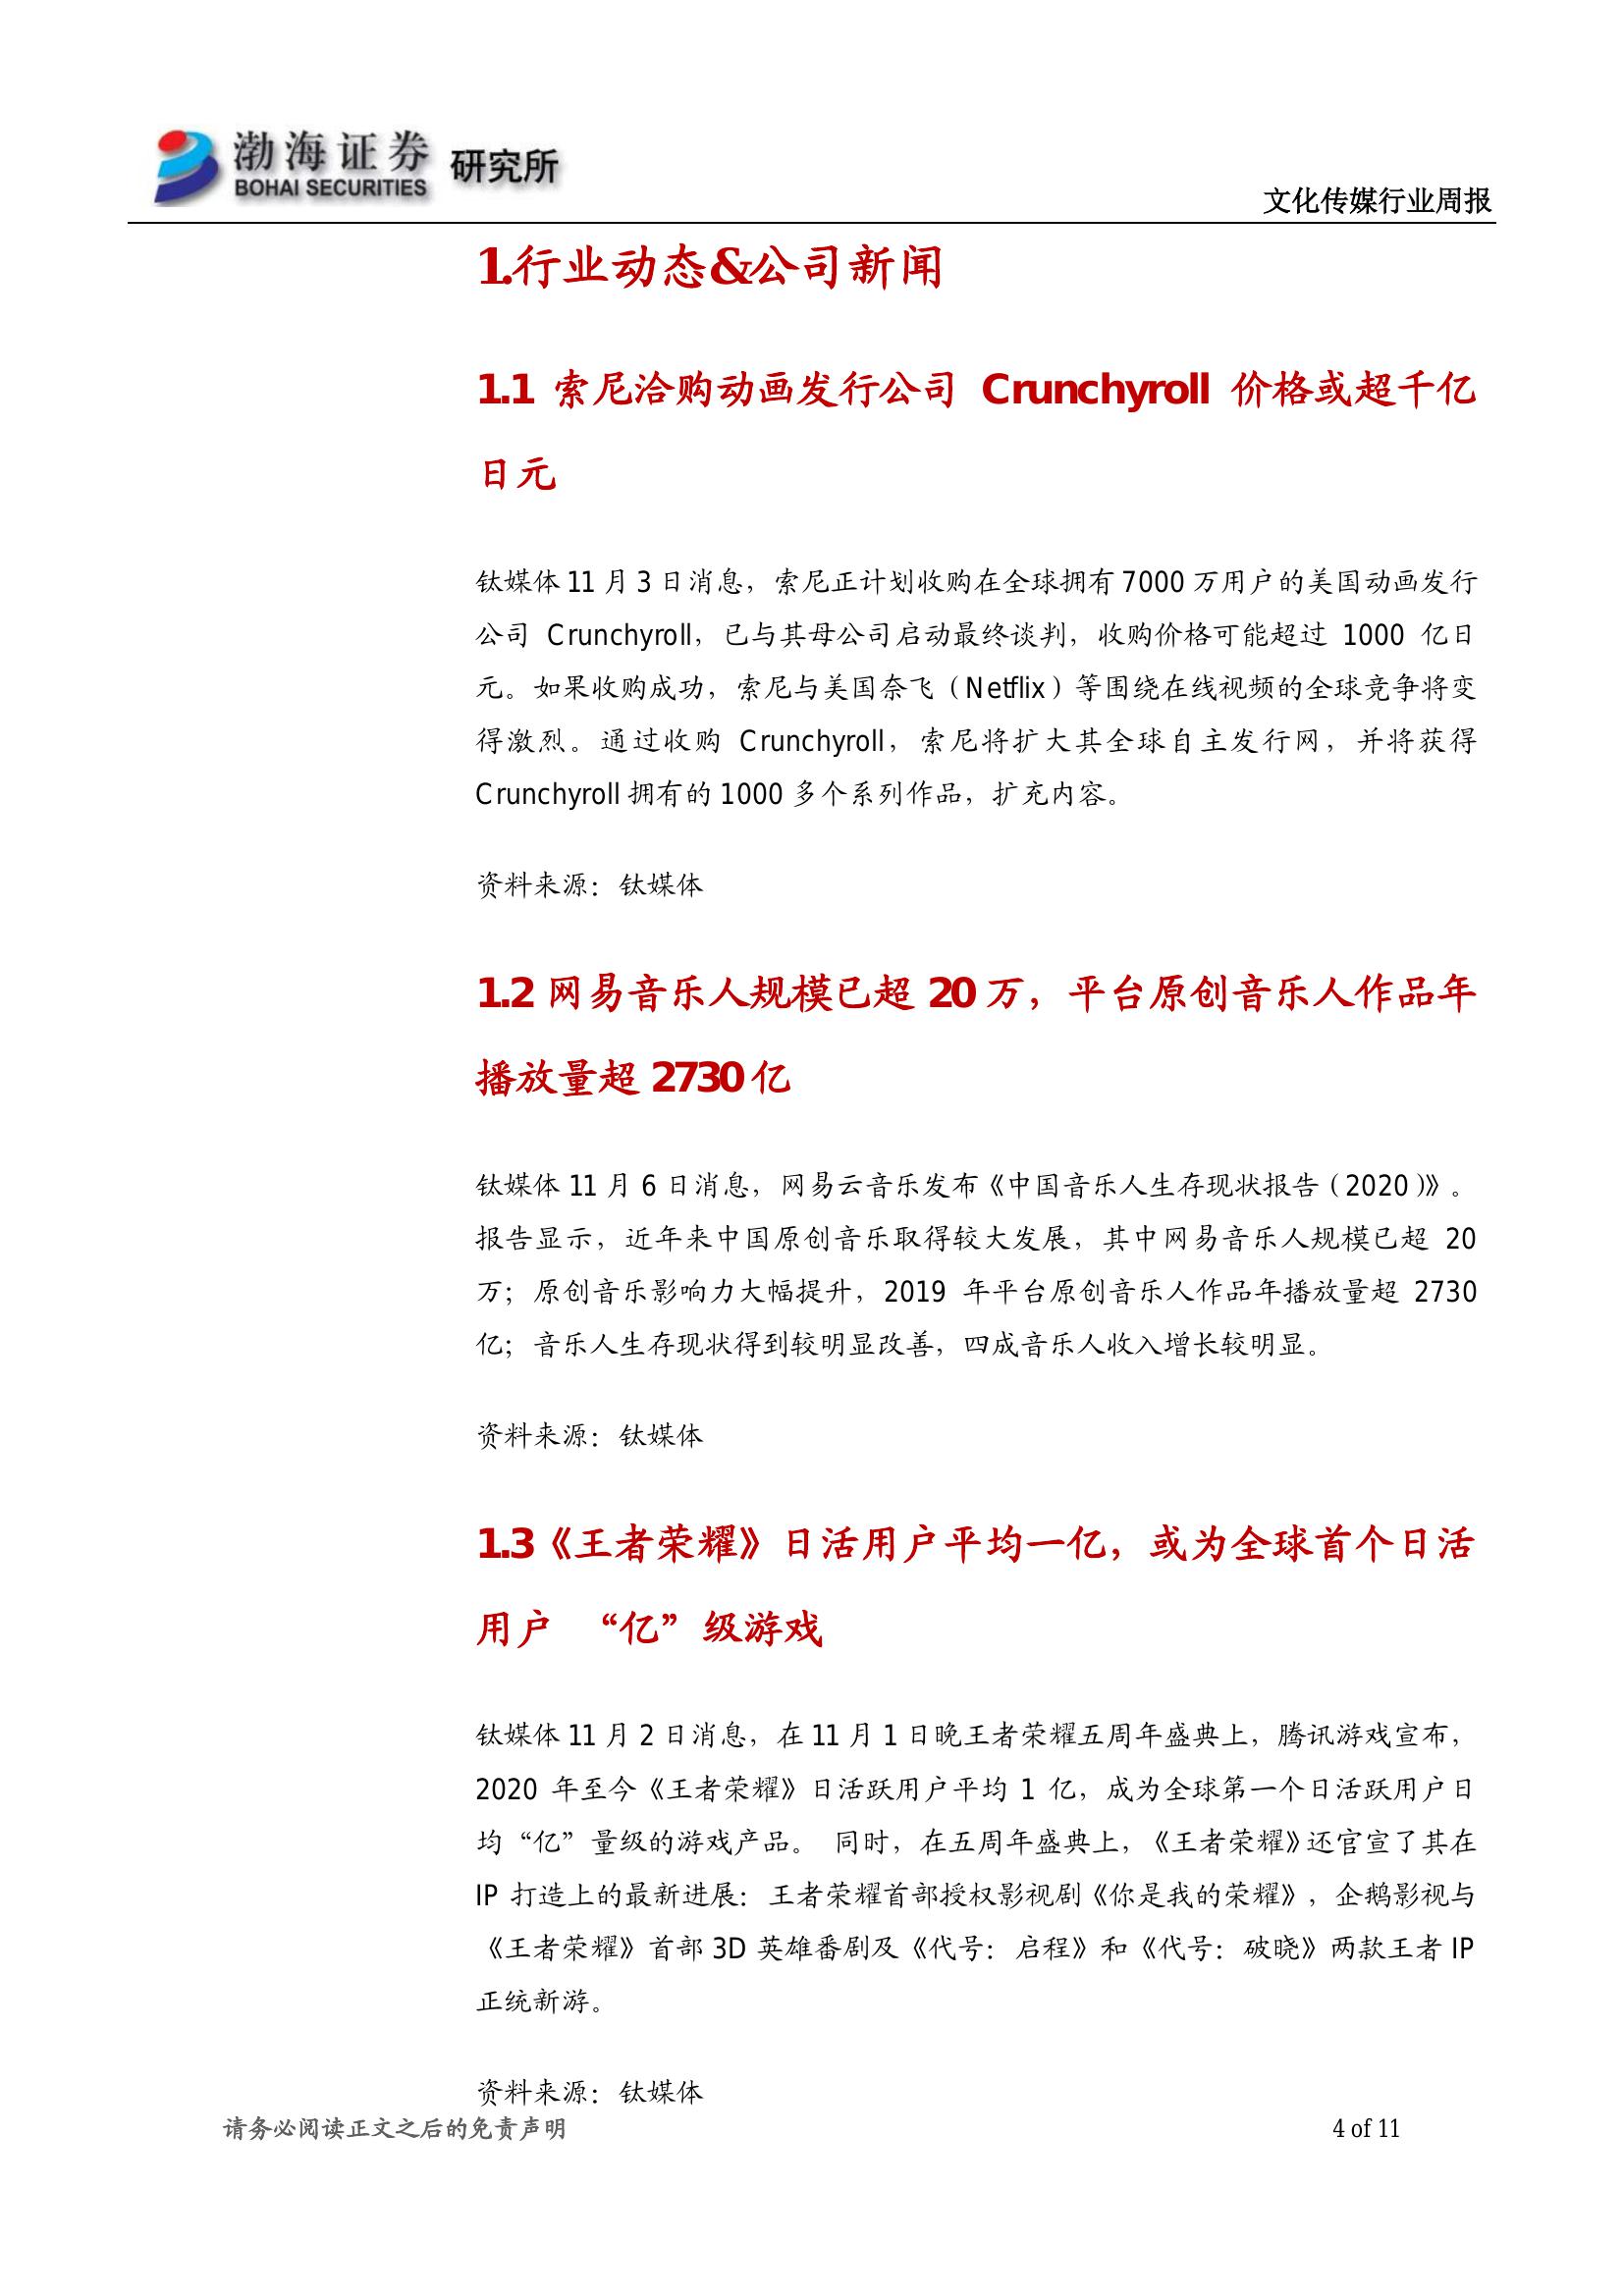 渤海证券 研究所
BOHAI SECURITIES
文化传媒行业周报
1.行业动态&公司新闻
1.1 索尼洽购动画发行公司 Crunchyroll 价格或超千亿
日元
钛媒体 11 月 3 日消息，索尼正计划收购在全球拥有 7000 万用户的美国动画发行
公司 Crunchyroll，已与其母公司启动最终谈判，收购价格可能超过 1000 亿日
元。如果收购成功，索尼与美国奈飞（Netflix）等围绕在线视频的全球竞争将变
得激烈。通过收购 Crunchyroll，索尼将扩大其全球自主发行网，并将获得
Crunchyroll 拥有的 1000 多个系列作品，扩充内容。
资料来源：钛媒体
1.2 网易音乐人规模已超 20 万，平台原创音乐人作品年
播放量超 2730 亿
钛媒体 11 月 6 日消息，网易云音乐发布《中国音乐人生存现状报告（2020）》。
报告显示，近年来中国原创音乐取得较大发展，其中网易音乐人规模已超 20
万；原创音乐影响力大幅提升，2019 年平台原创音乐人作品年播放量超 2730
亿；音乐人生存现状得到较明显改善，四成音乐人收入增长较明显。
资料来源：钛媒体
1.3《王者荣耀》日活用户平均一亿，或为全球首个日活
用户 “亿”级游戏
钛媒体 11 月 2 日消息，在 11 月 1 日晚王者荣耀五周年盛典上，腾讯游戏宣布，
2020 年至今《王者荣耀》日活跃用户平均 1 亿，成为全球第一个日活跃用户日
均“亿”量级的游戏产品。 同时，在五周年盛典上，《王者荣耀》还官宣了其在
IP 打造上的最新进展：王者荣耀首部授权影视剧《你是我的荣耀》，企鹅影视与
《王者荣耀》首部 3D 英雄番剧及《代号：启程》和《代号：破晓》两款王者 IP
正统新游。
资料来源：钛媒体
请务必阅读正文之后的免责声明
4 of 11